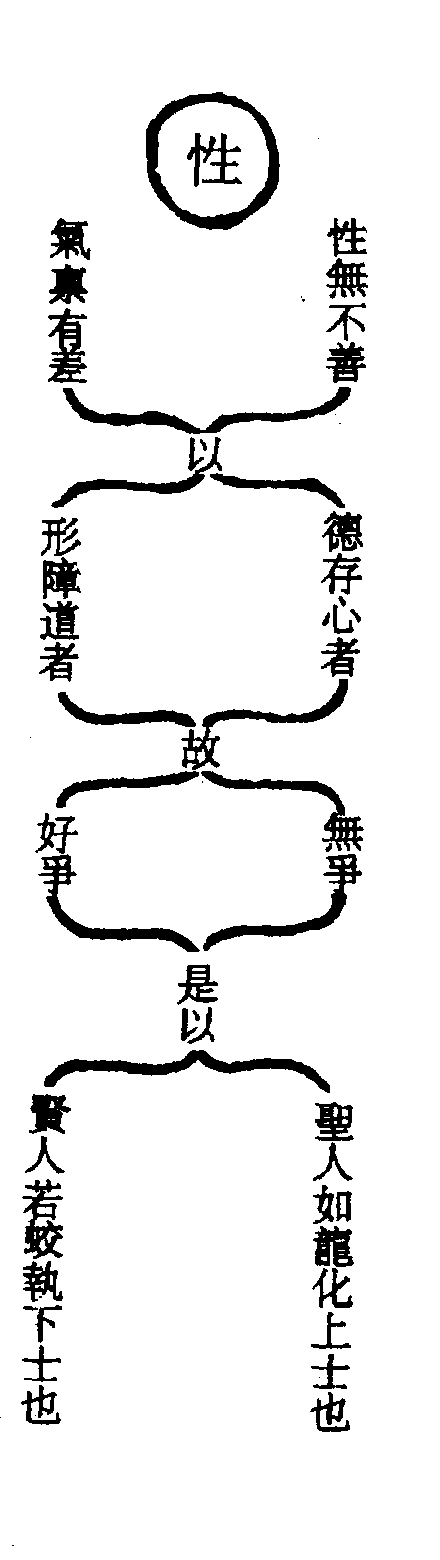 性
性無不善
氣禀有差
以
德存心者
形障道者
故
無爭
好爭
是以
聖人如龍化上士也
賢人若蛟執下士也